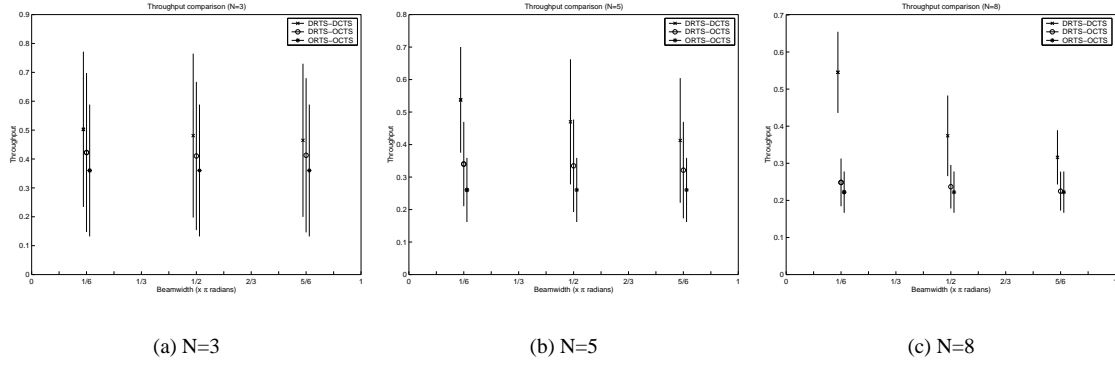 Throughput comparison (N=3)
0.9
0.8
0.7
0.6
0.5
0.4
0.3
0.2
0.1
0
Throughput
DRTS−DCTS
DRTS−OCTS
ORTS−OCTS
0 1/6 1/3 1/2 2/3 5/6 1
Beamwidth (x π radians)
(a) N=3
Throughput comparison (N=5)
0.8
0.7
0.6
0.5
0.4
0.3
0.2
0.1
0
Throughput
DRTS−DCTS
DRTS−OCTS
ORTS−OCTS
0 1/6 1/3 1/2 2/3 5/6 1
Beamwidth (x π radians)
(b) N=5
Throughput comparison (N=8)
0.7
0.6
0.5
0.4
0.3
0.2
0.1
0
Throughput
DRTS−DCTS
DRTS−OCTS
ORTS−OCTS
0 1/6 1/3 1/2 2/3 5/6 1
Beamwidth (x π radians)
(c) N=8